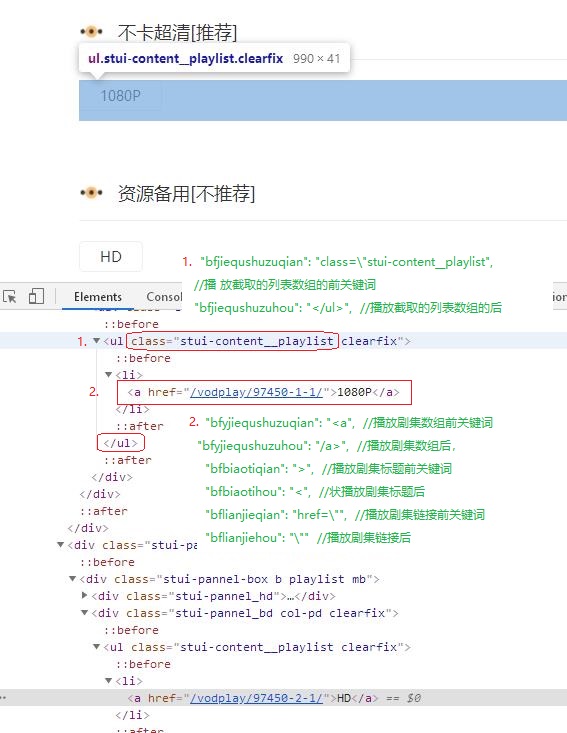 不卡超清[推荐]
ul.stui-content__playlist.clearfix 990 × 41
1080P
资源备用[不推荐]
HD
1. "bfjiequshuzuqian": "class=\"stui-content__playlist",
//播 放截取的列表数组的前关键词
"bfjiequshuzuhou": "</ul>", //播放截取的列表数组的后
Elements Consol
::before
1. ▼<ul class="stui-content__playlist clearfix">
::before
▼<li>
2. <a href="/vodplay/97450-1-1/">1080P</a>
</li>
::after
</ul>
::after
</div>
</div>
::after
</div>
2. "bfyjiequshuzuqian": "<a", //播放剧集数组前关键词
"bfyjiequshuzuhou": "/a>", //播放剧集数组后,
"bfbiaotiqian": ">", //播放剧集标题前关键词
"bfbiaotihou": "<", //状播放剧集标题后
"bflianjieqian": "href=\"", //播放剧集链接前关键词
"bflianjiehou": "\"" //播放剧集链接后
▼<div class="stui-pa
::before
▼<div class="stui-pannel-box b playlist mb">
▶<div class="stui-pannel_hd">…</div>
▼<div class="stui-pannel_bd col-pd clearfix">
::before
▼<ul class="stui-content__playlist clearfix">
::before
▼<li>
<a href="/vodplay/97450-2-1/">HD</a> == $0
</li>